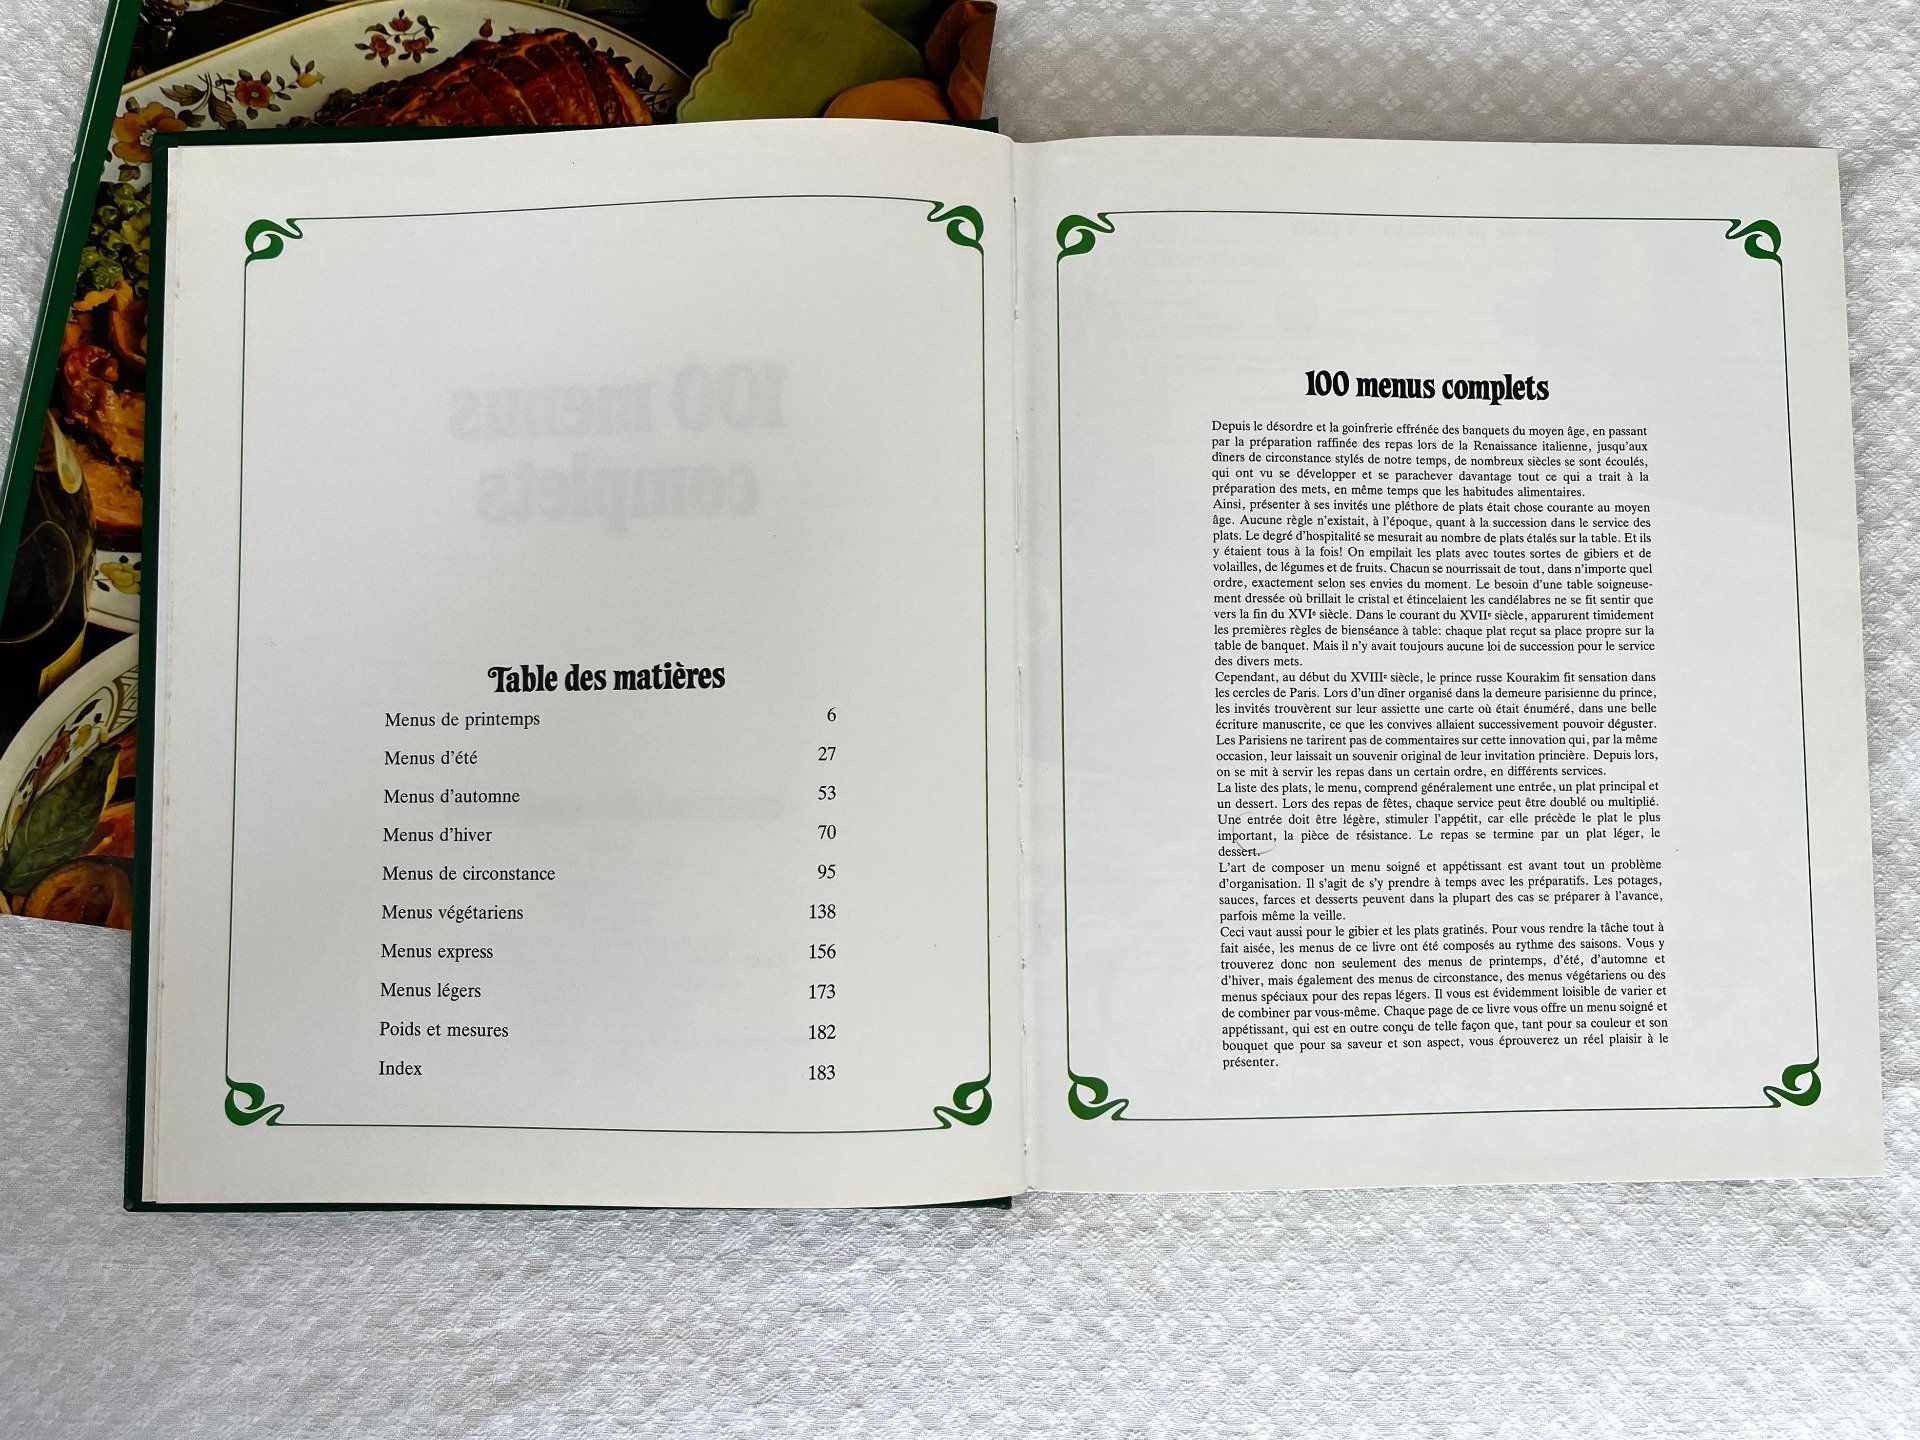 Table des matières
Menus de printemps 6
Menus d'été 27
Menus d'automne 53
Menus d'hiver 70
Menus de circonstance 95
Menus végétariens 138
Menus express 156
Menus légers 173
Poids et mesures 182
Index 183
100 menus complets
Depuis le désordre et la goinfrerie effrénée des banquets du moyen âge, en passant
par la préparation raffinée des repas lors de la Renaissance italienne, jusqu'aux
dîners de circonstance stylés de notre temps, de nombreux siècles se sont écoulés,
qui ont vu se développer et se parachever davantage tout ce qui a trait à la
préparation des mets, en même temps que les habitudes alimentaires.
Ainsi, présenter à ses invités une pléthore de plats était chose courante au moyen
âge. Aucune règle n'existait, à l'époque, quant à la succession dans le service des
plats. Le degré d'hospitalité se mesurait au nombre de plats étalés sur la table. Et ils
y étaient tous à la fois! On empilait les plats avec toutes sortes de gibiers et de
volailles, de légumes et de fruits. Chacun se nourrissait de tout, dans n'importe quel
ordre, exactement selon ses envies du moment. Le besoin d'une table soigneuse-
ment dressée où brillait le cristal et étincelaient les candélabres ne se fit sentir que
vers la fin du XVIe siècle. Dans le courant du XVIIe siècle, apparurent timidement
les premières règles de bienséance à table: chaque plat reçut sa place propre sur la
table de banquet. Mais il n'y avait toujours aucune loi de succession pour le service
des divers mets.
Cependant, au début du XVIIIe siècle, le prince russe Kourakim fit sensation dans
les cercles de Paris. Lors d'un dîner organisé dans la demeure parisienne du prince,
les invités trouvèrent sur leur assiette une carte où était énuméré, dans une belle
écriture manuscrite, ce que les convives allaient successivement pouvoir déguster.
Les Parisiens ne tarirent pas de commentaires sur cette innovation qui, par la même
occasion, leur laissait un souvenir original de leur invitation princière. Depuis lors,
on se mit à servir les repas dans un certain ordre, en différents services.
La liste des plats, le menu, comprend généralement une entrée, un plat principal et
un dessert. Lors des repas de fêtes, chaque service peut être doublé ou multiplié.
Une entrée doit être légère, stimuler l'appétit, car elle précède le plat le plus
important, la pièce de résistance. Le repas se termine par un plat léger, le
dessert.
L'art de composer un menu soigné et appétissant est avant tout un problème
d'organisation. Il s'agit de s'y prendre à temps avec les préparatifs. Les potages,
sauces, farces et desserts peuvent dans la plupart des cas se préparer à l'avance,
parfois même la veille.
Ceci vaut aussi pour le gibier et les plats gratinés. Pour vous rendre la tâche tout à
fait aisée, les menus de ce livre ont été composés au rythme des saisons. Vous y
trouverez donc non seulement des menus de printemps, d'été, d'automne et
d'hiver, mais également des menus de circonstance, des menus végétariens ou des
menus spéciaux pour des repas légers. Il vous est évidemment loisible de varier et
de combiner par vous-même. Chaque page de ce livre vous offre un menu soigné et
appétissant, qui est en outre conçu de telle façon que, tant pour sa couleur et son
bouquet que pour sa saveur et son aspect, vous éprouverez un réel plaisir à le
présenter.